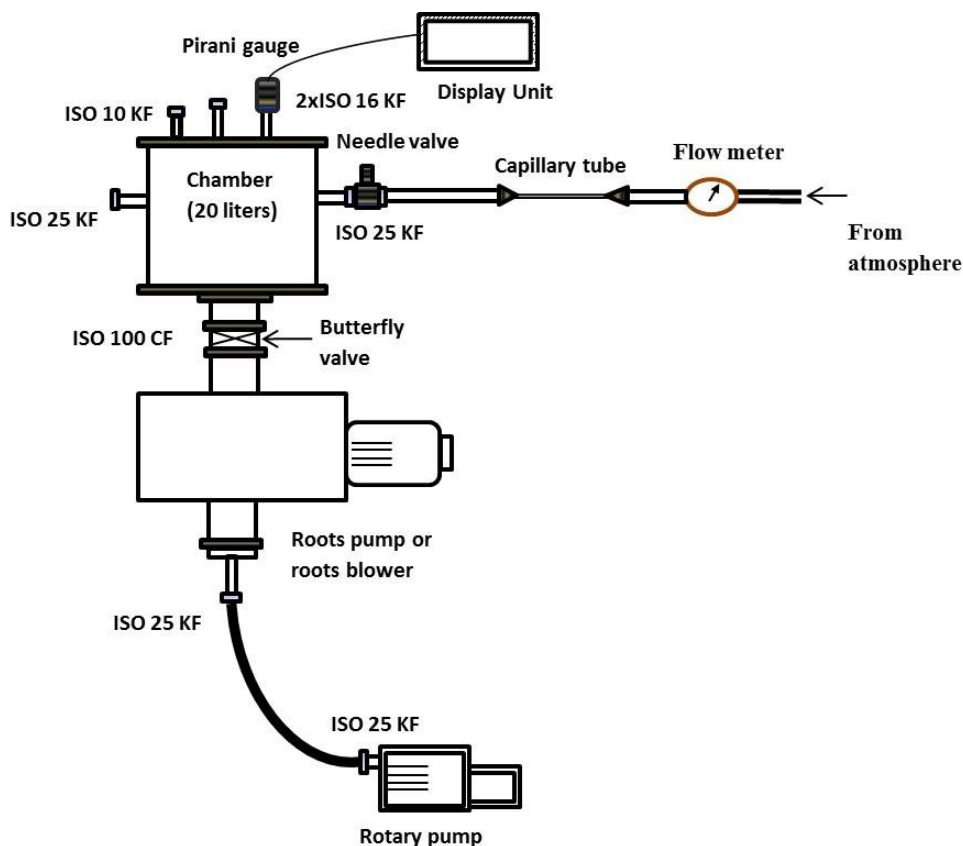 Pirani gauge
Display Unit
ISO 10 KF
2xISO 16 KF
Needle valve
Capillary tube
Flow meter
Chamber
(20 liters)
ISO 25 KF
ISO 25 KF
From
atmosphere
ISO 100 CF
Butterfly
valve
Roots pump or
roots blower
ISO 25 KF
ISO 25 KF
Rotary pump